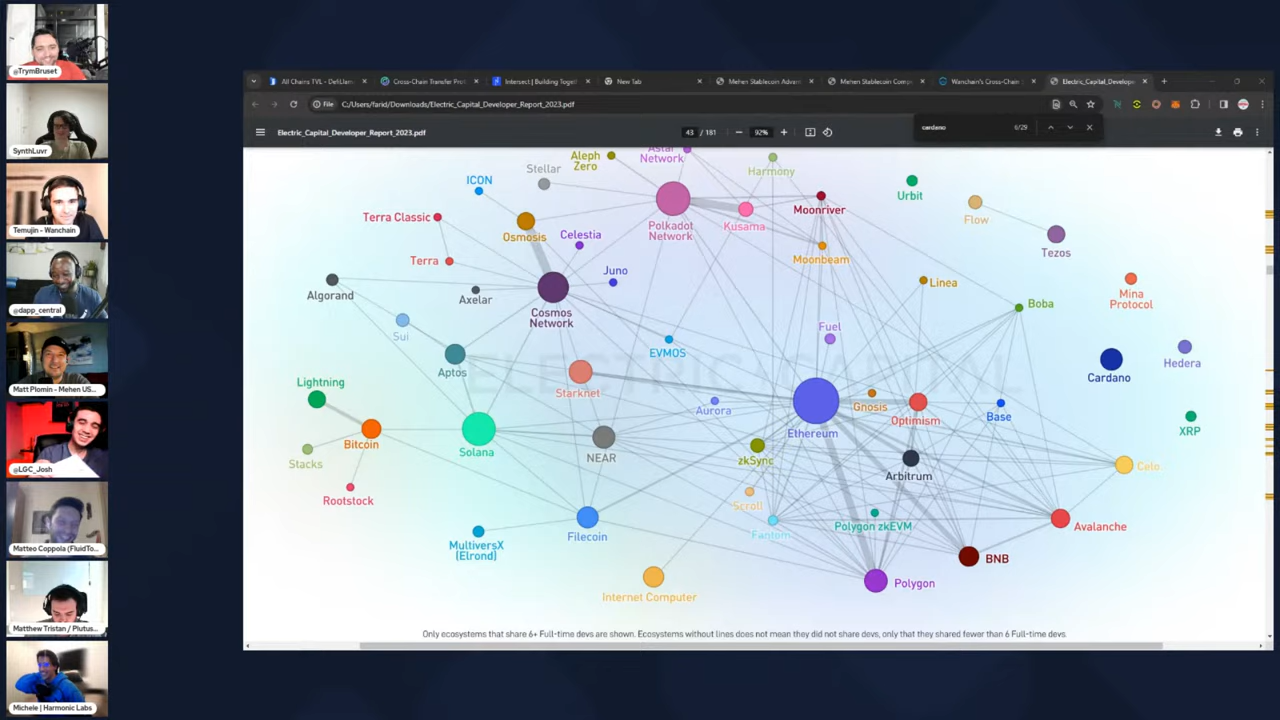 @TrymBruset
SynthLuvr
Temujin - Wanchain
@dapp_central
Matt Plomin - Mehen US...
@LGC_Josh
Matteo Coppola (FluidTo...
Matthew Tristan / Plutus...
Michele | Harmonic Labs
All Chains TVL - DefiLlam
Cross-Chain Transfer Prot
Intersect | Building Togeth
New Tab
Mehen Stablecoin Advan
Mehen Stablecoin Comp
Wanchain's Cross-Chain
Electric_Capital_Develope
File
C:/Users/farid/Downloads/Electric_Capital_Developer_Report_2023.pdf
cardano
0/29
Electric_Capital_Developer_Report_2023.pdf
43 / 181
92%
Aleph
Zero
Astar
Network
Stellar
Harmony
ICON
Urbit
Moonriver
Flow
Terra Classic
Osmosis
Polkadot
Network
Kusama
Celestia
Tezos
Terra
Moonbeam
Juno
Linea
Algorand
Axelar
Mina
Protocol
Boba
Cosmos
Network
Sui
Fuel
EVMOS
Aptos
Hedera
Cardano
Lightning
Starknet
Aurora
Gnosis
Base
Optimism
Ethereum
XRP
Bitcoin
Solana
NEAR
zkSync
Stacks
Celo
Arbitrum
Rootstock
Scroll
Polygon zkEVM
Avalanche
Filecoin
Fantom
MultiversX
(Elrond)
BNB
Polygon
Internet Computer
Only ecosystems that share 6+ Full-time devs are shown. Ecosystems without lines does not mean they did not share devs, only that they shared fewer than 6 Full-time devs